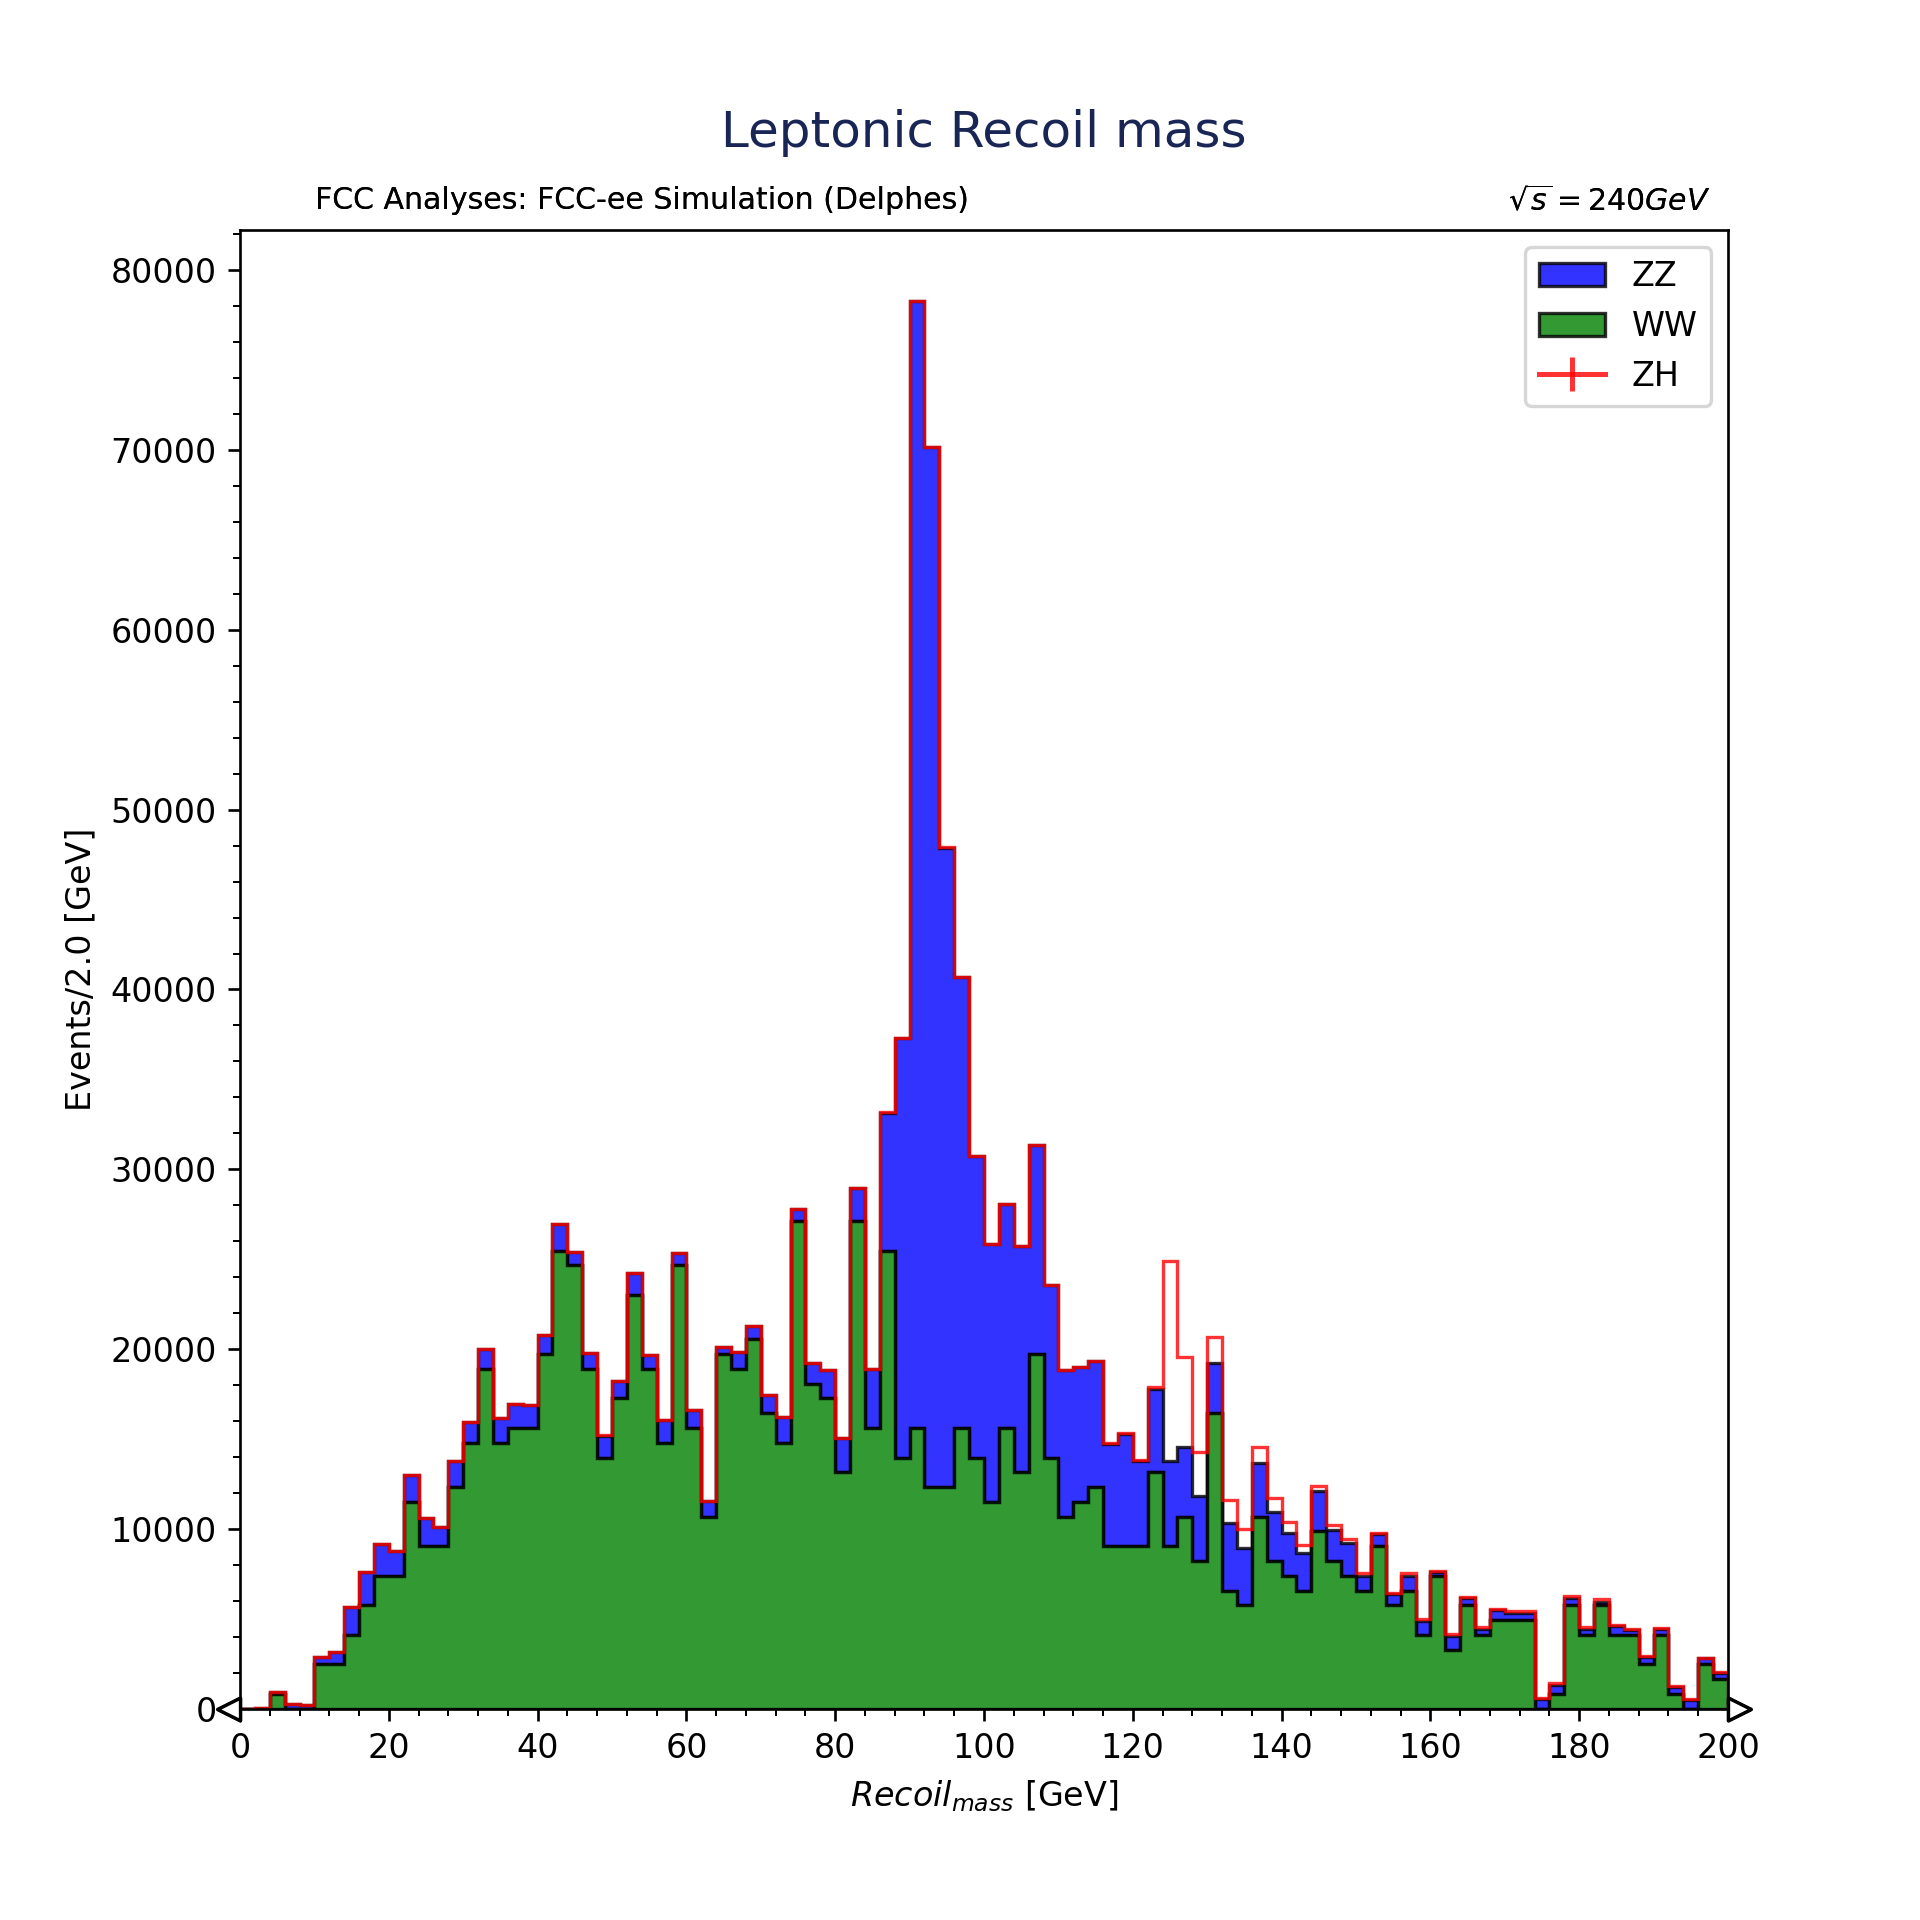 Leptonic Recoil mass
FCC Analyses: FCC-ee Simulation (Delphes)
√s = 240GeV
ZZ
WW
ZH
Events/2.0 [GeV]
80000
70000
60000
50000
40000
30000
20000
10000
0
0 20 40 60 80 100 120 140 160 180 200
Recoil_mass [GeV]